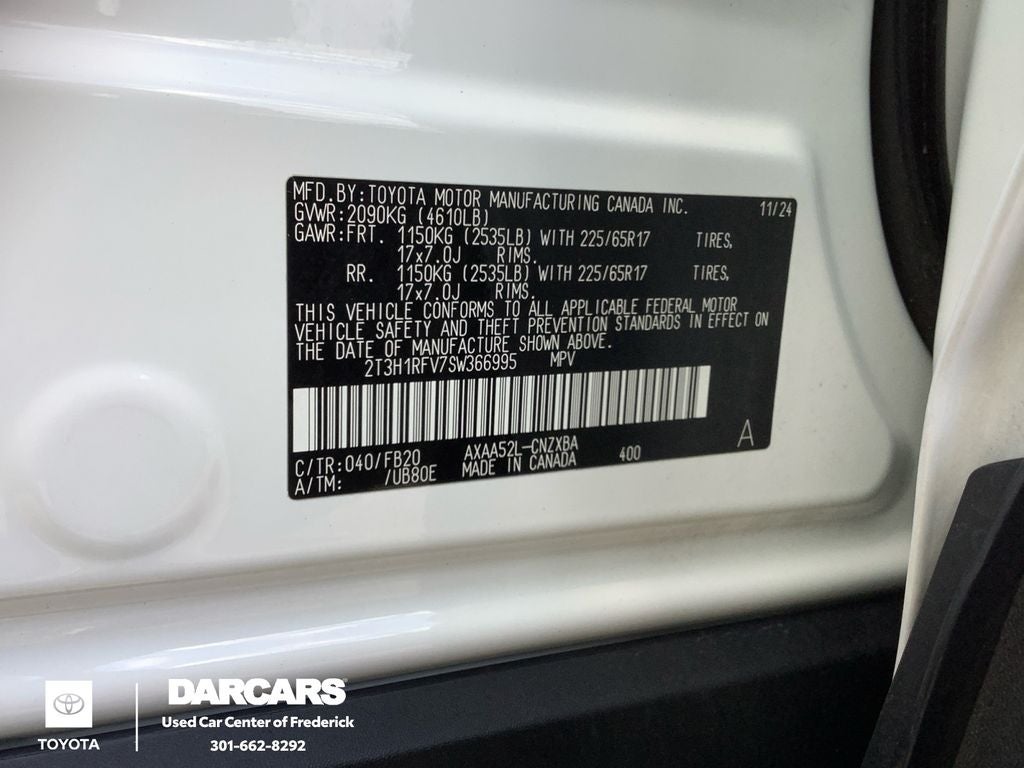 MFD.BY:TOYOTA MOTOR MANUFACTURING CANADA INC. 11/24
GVWR:2090KG (4610LB)
GAWR:FRT. 1150KG (2535LB) WITH 225/65R17 TIRES,
17x7.0J RIMS.
RR. 1150KG (2535LB) WITH 225/65R17 TIRES,
17x7.0J RIMS.
THIS VEHICLE CONFORMS TO ALL APPLICABLE FEDERAL MOTOR
VEHICLE SAFETY AND THEFT PREVENTION STANDARDS IN EFFECT ON
THE DATE OF MANUFACTURE SHOWN ABOVE.
2T3H1RFV7SW366995 MPV
C/TR:040/FB20 AXAA52L-CNZXBA 400 A
A/TM: /UB80E MADE IN CANADA
TOYOTA
DARCARS
Used Car Center of Frederick
301-662-8292